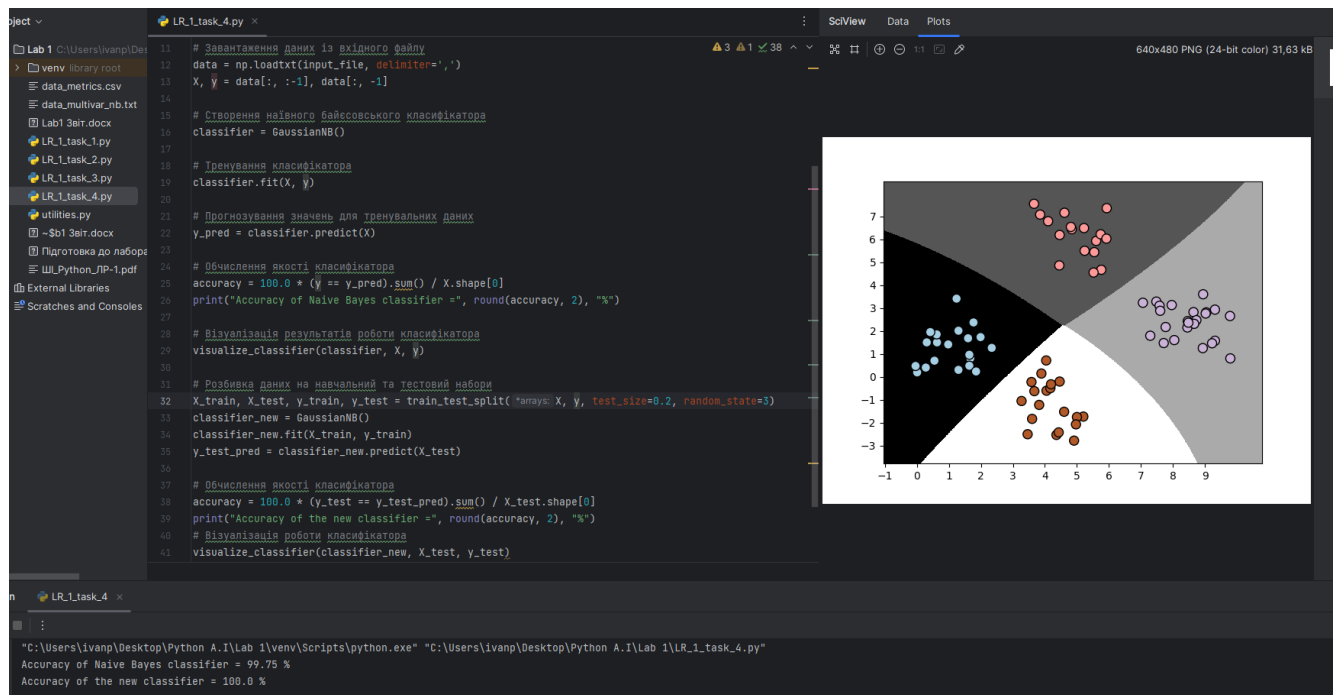 oject
LR_1_task_4.py
SciView Data Plots
Lab 1 C:\Users\ivanp\Des
venv library root
data_metrics.csv
data_multivar_nb.txt
Lab1 Звіт.docx
LR_1_task_1.py
LR_1_task_2.py
LR_1_task_3.py
LR_1_task_4.py
utilities.py
~$b1 Звіт.docx
Підготовка до лабора
ШІ_Python_ЛР-1.pdf
External Libraries
Scratches and Consoles
3 1 38
11 # Завантаження даних із вхідного файлу
12 data = np.loadtxt(input_file, delimiter=',')
13 X, y = data[:, :-1], data[:, -1]
14
15 # Створення наївного байєсовського класифікатора
16 classifier = GaussianNB()
17
18 # Тренування класифікатора
19 classifier.fit(X, y)
20
21 # Прогнозування значень для тренувальних даних
22 y_pred = classifier.predict(X)
23
24 # Обчислення якості класифікатора
25 accuracy = 100.0 * (y == y_pred).sum() / X.shape[0]
26 print("Accuracy of Naive Bayes classifier =", round(accuracy, 2), "%")
27
28 # Візуалізація результатів роботи класифікатора
29 visualize_classifier(classifier, X, y)
30
31 # Розбивка даних на навчальний та тестовий набори
32 X_train, X_test, y_train, y_test = train_test_split( *arrays: X, y, test_size=0.2, random_state=3)
33 classifier_new = GaussianNB()
34 classifier_new.fit(X_train, y_train)
35 y_test_pred = classifier_new.predict(X_test)
36
37 # Обчислення якості класифікатора
38 accuracy = 100.0 * (y_test == y_test_pred).sum() / X_test.shape[0]
39 print("Accuracy of the new classifier =", round(accuracy, 2), "%")
40 # Візуалізація роботи класифікатора
41 visualize_classifier(classifier_new, X_test, y_test)
1:1
640x480 PNG (24-bit color) 31,63 kB
7
6
5
4
3
2
1
0
−1
−2
−3
−1 0 1 2 3 4 5 6 7 8 9
n LR_1_task_4
"C:\Users\ivanp\Desktop\Python A.I\Lab 1\venv\Scripts\python.exe" "C:\Users\ivanp\Desktop\Python A.I\Lab 1\LR_1_task_4.py"
Accuracy of Naive Bayes classifier = 99.75 %
Accuracy of the new classifier = 100.0 %